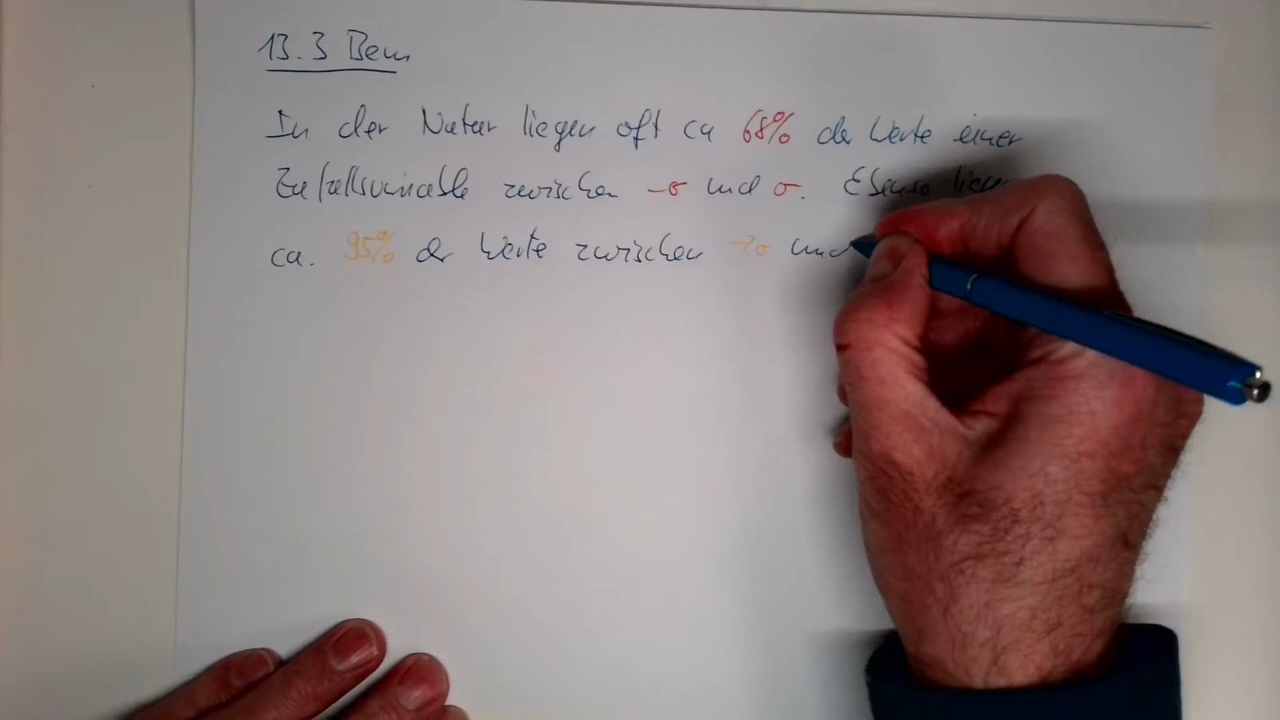 13.3 Bem
In der Natur liegen oft ca 68% der Werte einer
Zufallsvariable zwischen -σ und σ. Ebenso liegen
ca. 95% der Werte zwischen -2σ und